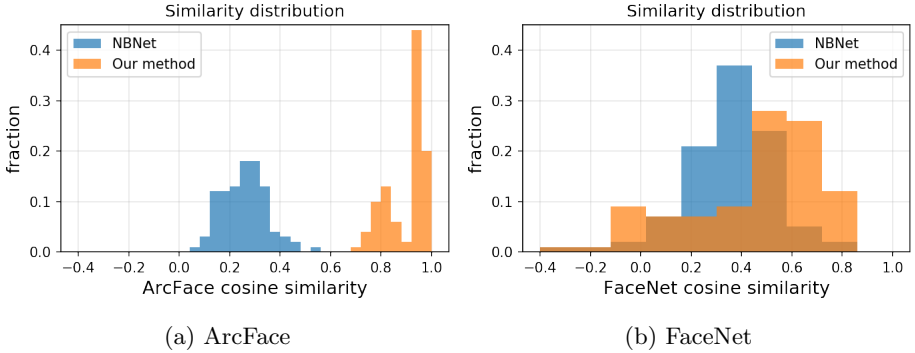 Similarity distribution
NBNet
Our method
0.4
0.3
0.2
0.1
0.0
fraction
−0.4 −0.2 0.0 0.2 0.4 0.6 0.8 1.0
ArcFace cosine similarity
(a) ArcFace
Similarity distribution
NBNet
Our method
0.4
0.3
0.2
0.1
0.0
fraction
−0.4 −0.2 0.0 0.2 0.4 0.6 0.8 1.0
FaceNet cosine similarity
(b) FaceNet